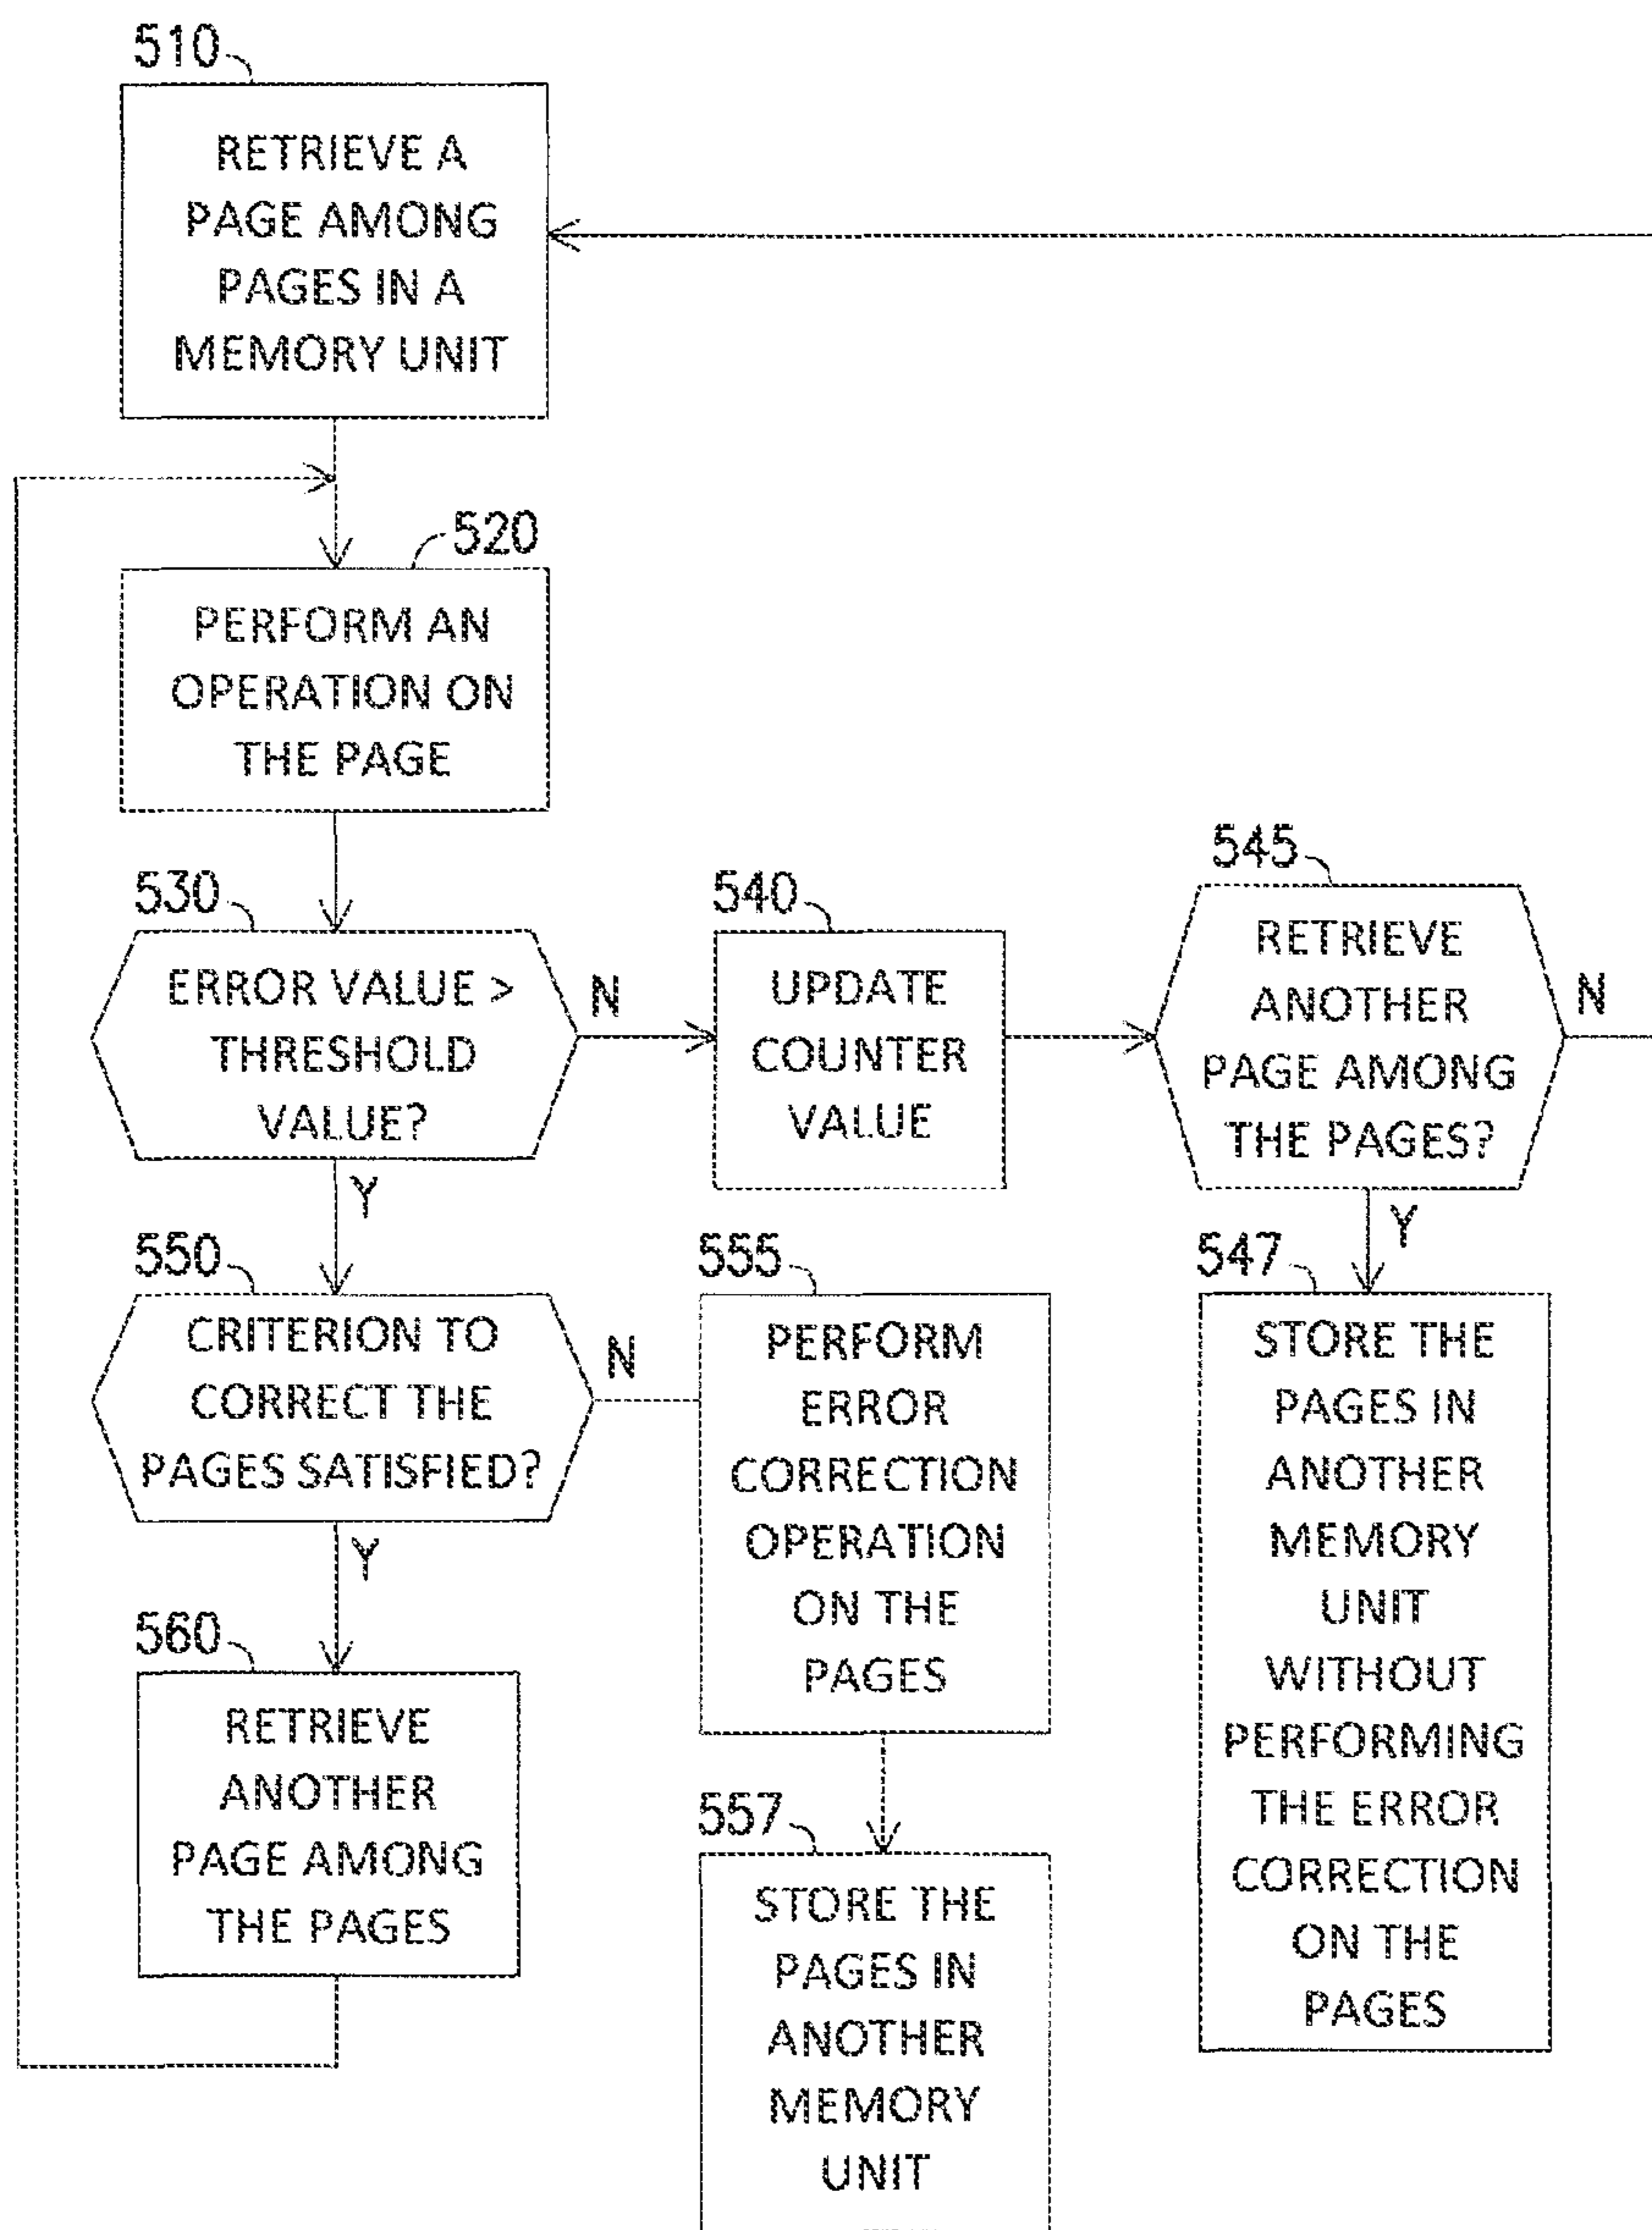 510
RETRIEVE A
PAGE AMONG
PAGES IN A
MEMORY UNIT
520
PERFORM AN
OPERATION ON
THE PAGE
530
ERROR VALUE >
THRESHOLD
VALUE?
N
Y
540
UPDATE
COUNTER
VALUE
545
RETRIEVE
ANOTHER
PAGE AMONG
THE PAGES?
N
Y
547
STORE THE
PAGES IN
ANOTHER
MEMORY
UNIT
WITHOUT
PERFORMING
THE ERROR
CORRECTION
ON THE
PAGES
550
CRITERION TO
CORRECT THE
PAGES SATISFIED?
N
Y
555
PERFORM
ERROR
CORRECTION
OPERATION
ON THE
PAGES
557
STORE THE
PAGES IN
ANOTHER
MEMORY
UNIT
560
RETRIEVE
ANOTHER
PAGE AMONG
THE PAGES